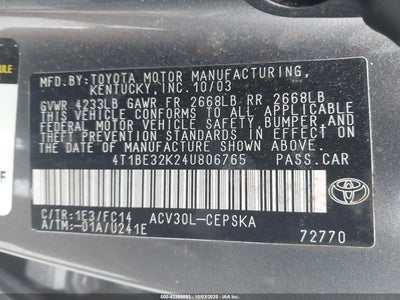 MFD.BY:TOYOTA MOTOR MANUFACTURING,
KENTUCKY,INC.10/03
GVWR 4233LB GAWR FR 2668LB RR 2668LB
THIS VEHICLE CONFORMS TO ALL APPLICABLE
FEDERAL MOTOR VEHICLE SAFETY, BUMPER,
AND THEFT PREVENTION STANDARDS IN EFFECT
ON THE DATE OF MANUFACTURE SHOWN ABOVE.
4T1BE32K24U806765 PASS.CAR
C/TR:1E3/FC14 ACV30L-CEPSKA
A/TM:-01A/U241E
TOYOTA
72770